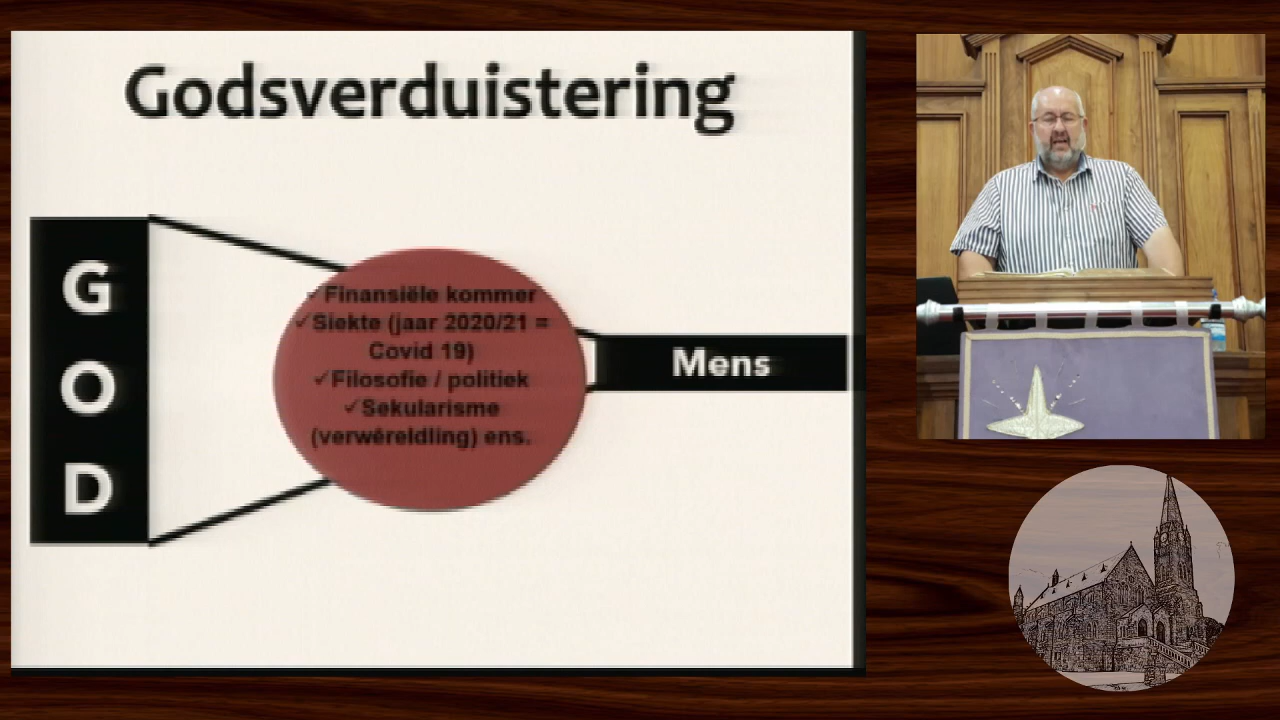 Godsverduistering
G
O
D
✓Finansiële kommer
✓Siekte (jaar 2020/21 =
Covid 19)
✓Filosofie / politiek
✓Sekularisme
(verwêreldling) ens.
Mens